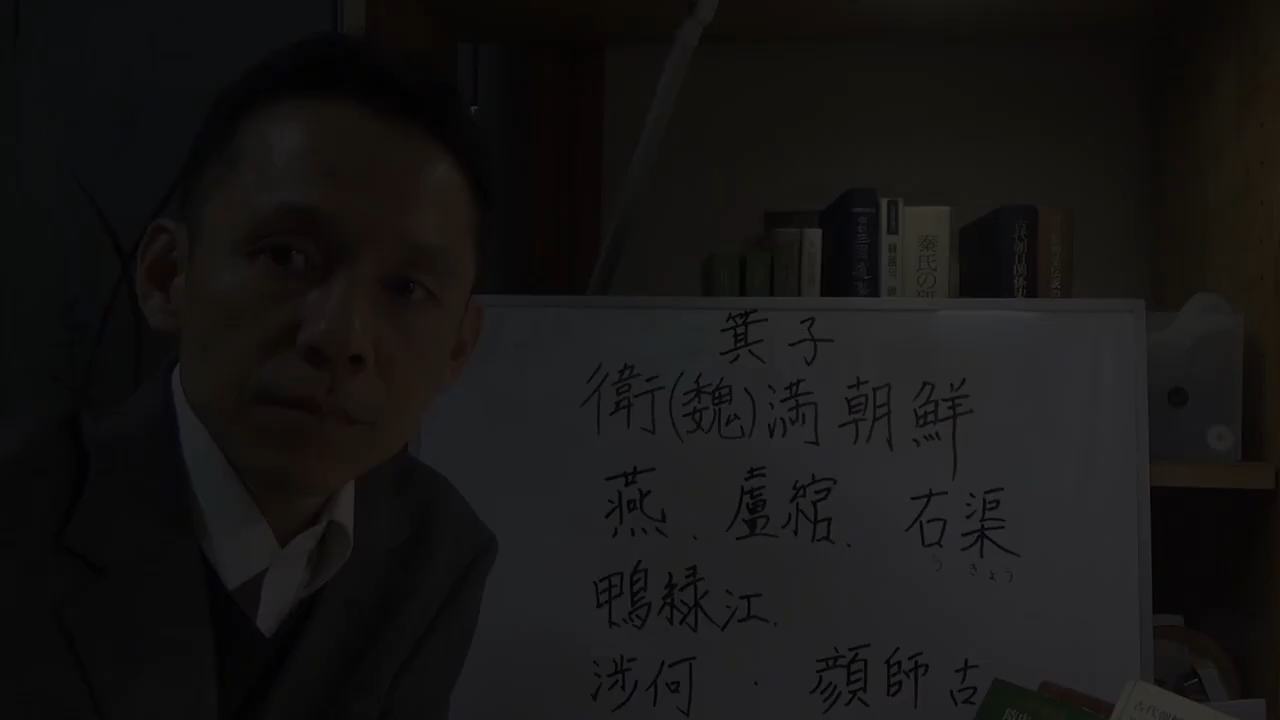 秦氏の研
箕子
衛(魏)満朝鮮
燕、盧綰、 右渠
うきょう
鴨緑江、
渉何 ・ 顔師古